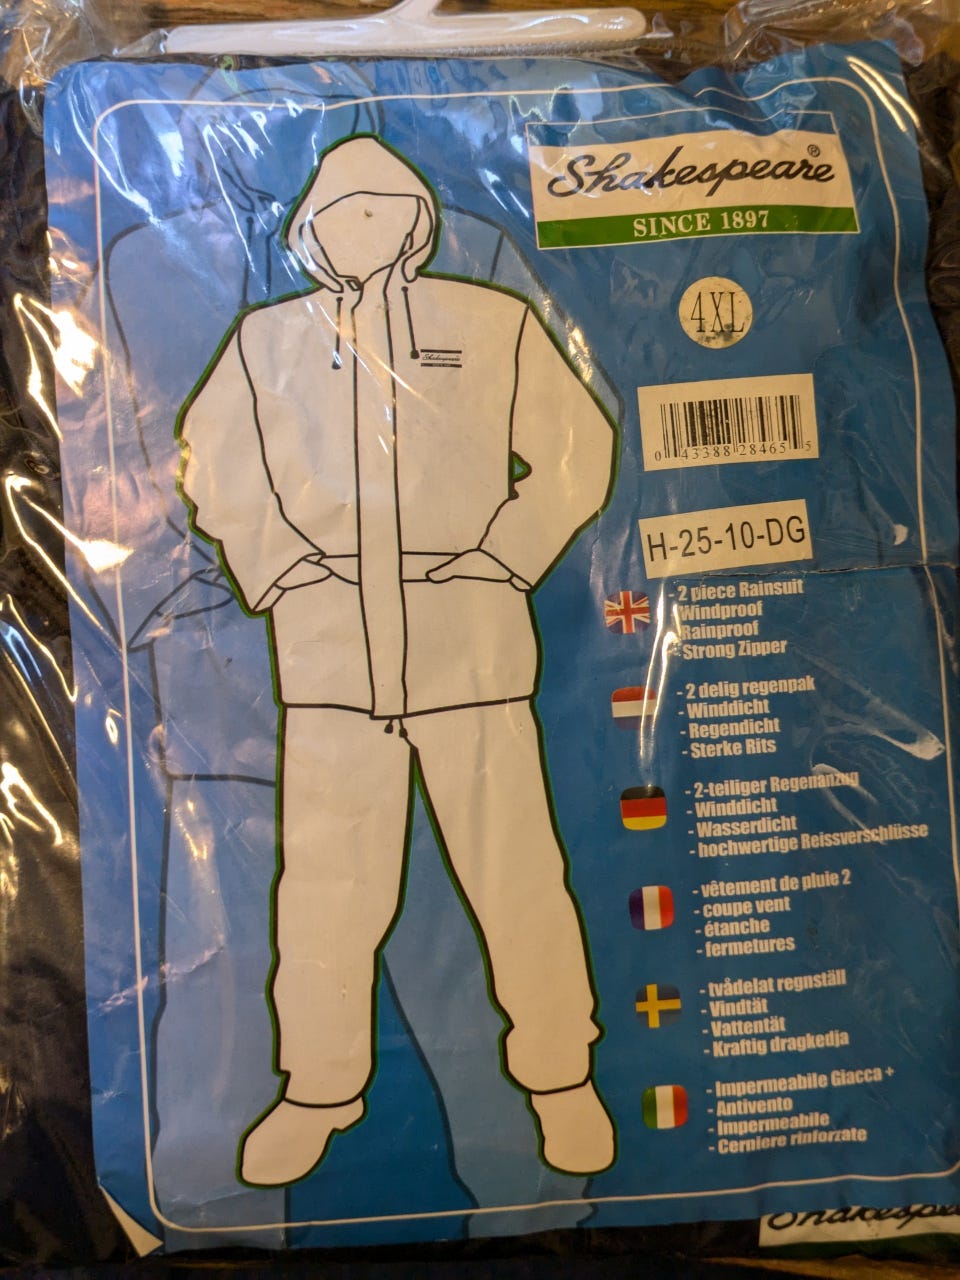 Shakespeare®
SINCE 1897
4XL
Shakespeare
0 43388 28465 5
H-25-10-DG
- 2 piece Rainsuit
- Windproof
- Rainproof
- Strong Zipper
- 2 delig regenpak
- Winddicht
- Regendicht
- Sterke Rits
- 2-teiliger Regenanzug
- Winddicht
- Wasserdicht
- hochwertige Reissverschlüsse
- vêtement de pluie 2
- coupe vent
- étanche
- fermetures
- tvådelat regnställ
- Vindtät
- Vattentät
- Kraftig dragkedja
- Impermeabile Giacca +
- Antivento
- Impermeabile
- Cerniere rinforzate
Shakespea